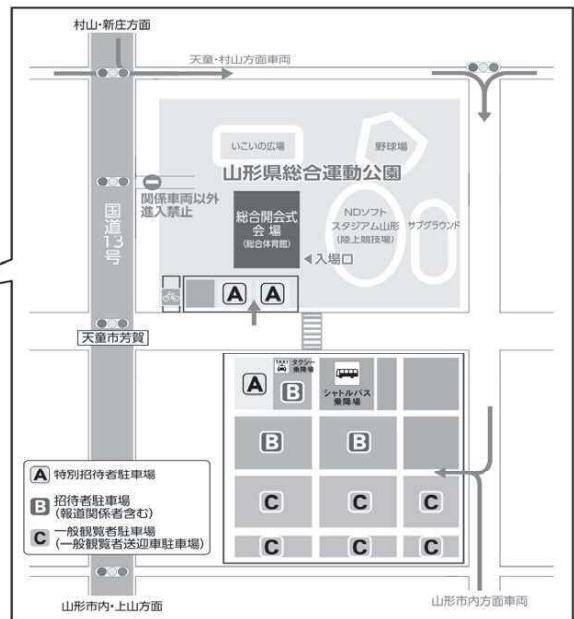 村山・新庄方面
天童・村山方面車両
いこいの広場
野球場
山形県総合運動公園
関係車両以外
進入禁止
国道13号
総合開会式
会場
(総合体育館)
NDソフト
スタジアム山形
(陸上競技場)
サブグラウンド
◀入場口
A A
天童市芳賀
A
TAXI タクシー
乗降場
B
シャトルバス
乗降場
B B
C C C
C C C
A 特別招待者駐車場
B 招待者駐車場
(報道関係者含む)
C 一般観覧者駐車場
(一般観覧者送迎車駐車場)
山形市内・上山方面
山形市内方面車両